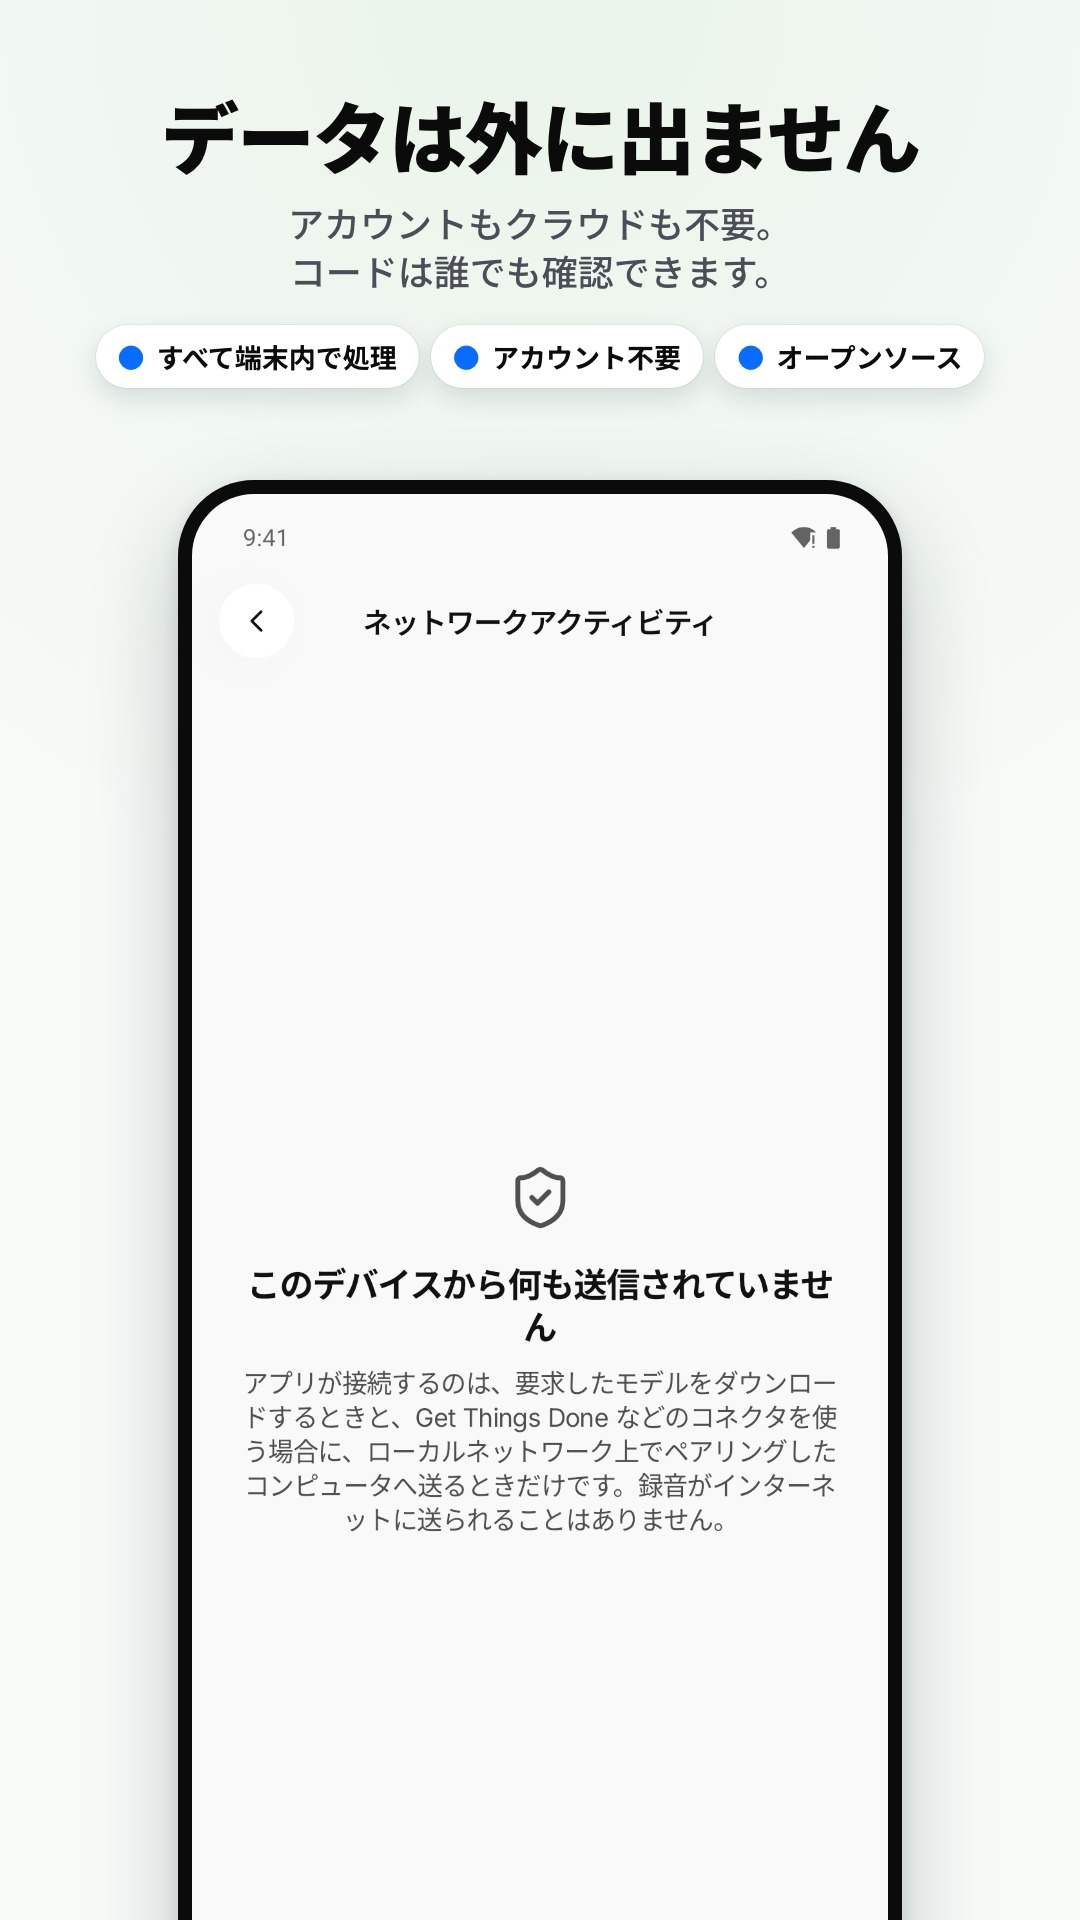 データは外に出ません
アカウントもクラウドも不要。
コードは誰でも確認できます。
すべて端末内で処理
アカウント不要
オープンソース
9:41
ネットワークアクティビティ
このデバイスから何も送信されていませ
ん
アプリが接続するのは、要求したモデルをダウンロー
ドするときと、Get Things Done などのコネクタを使
う場合に、ローカルネットワーク上でペアリングした
コンピュータへ送るときだけです。録音がインターネ
ットに送られることはありません。